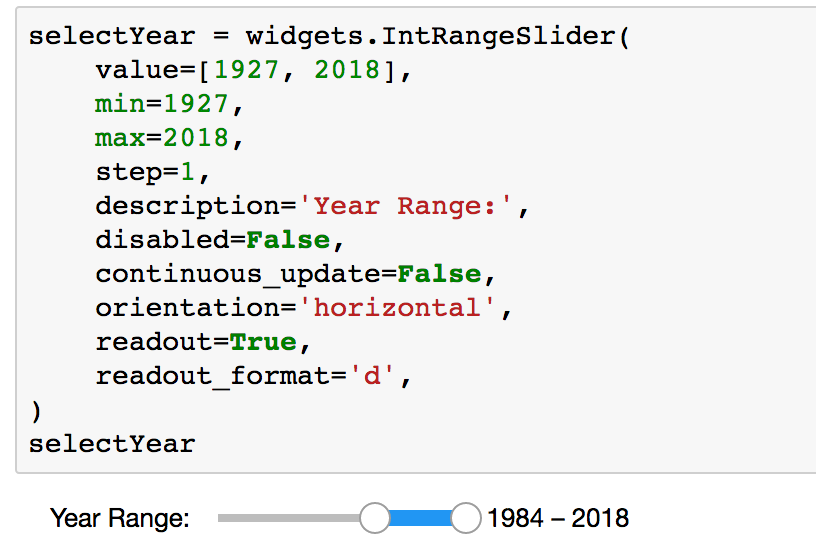 selectYear = widgets.IntRangeSlider(
    value=[1927, 2018],
    min=1927,
    max=2018,
    step=1,
    description='Year Range:',
    disabled=False,
    continuous_update=False,
    orientation='horizontal',
    readout=True,
    readout_format='d',
)
selectYear
Year Range: 1984 – 2018